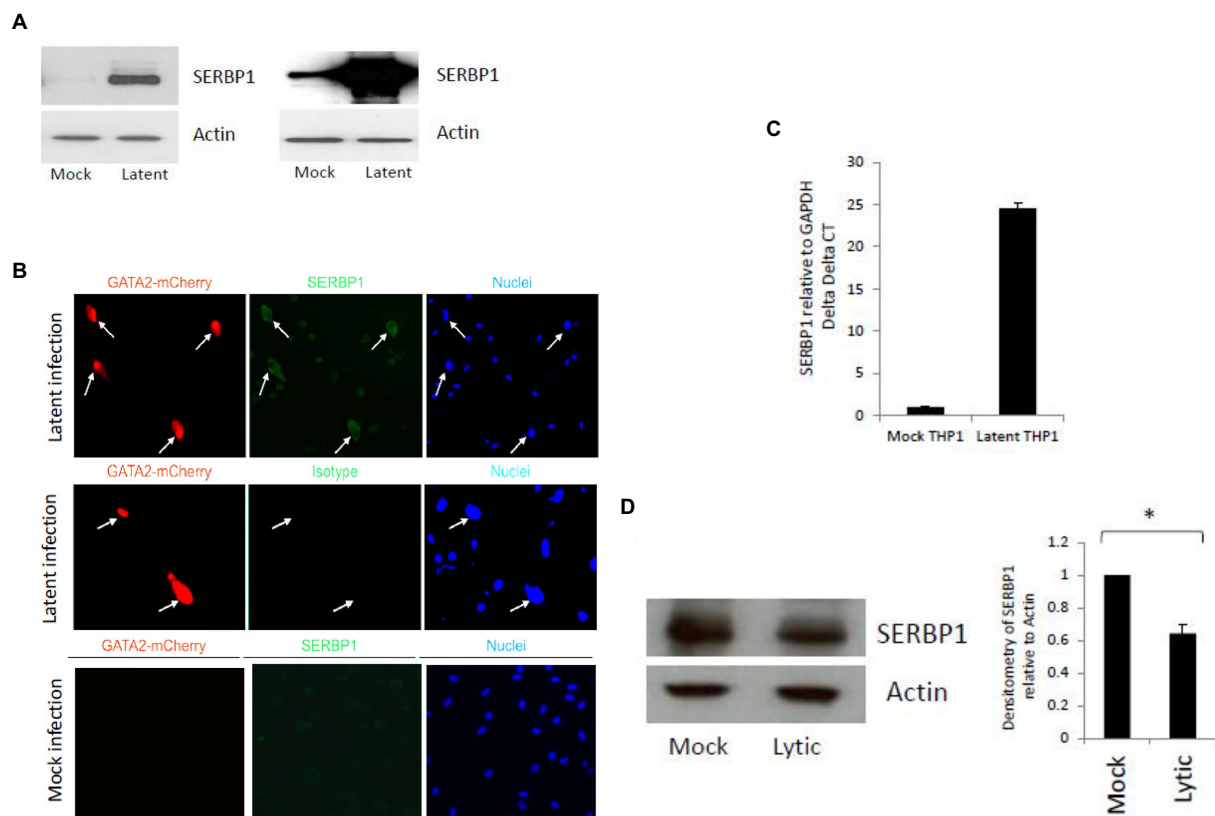 A
SERBP1
SERBP1
Actin
Actin
Mock Latent
Mock Latent
B
GATA2-mCherry SERBP1 Nuclei
Latent infection
GATA2-mCherry Isotype Nuclei
Latent infection
GATA2-mCherry SERBP1 Nuclei
Mock infection
C
SERBP1 relative to GAPDH
Delta Delta CT
30
25
20
15
10
5
0
Mock THP1 Latent THP1
D
SERBP1
Actin
Mock Lytic
*
Densitometry of SERBP1
relative to Actin
1.2
1
0.8
0.6
0.4
0.2
0
Mock
Lytic